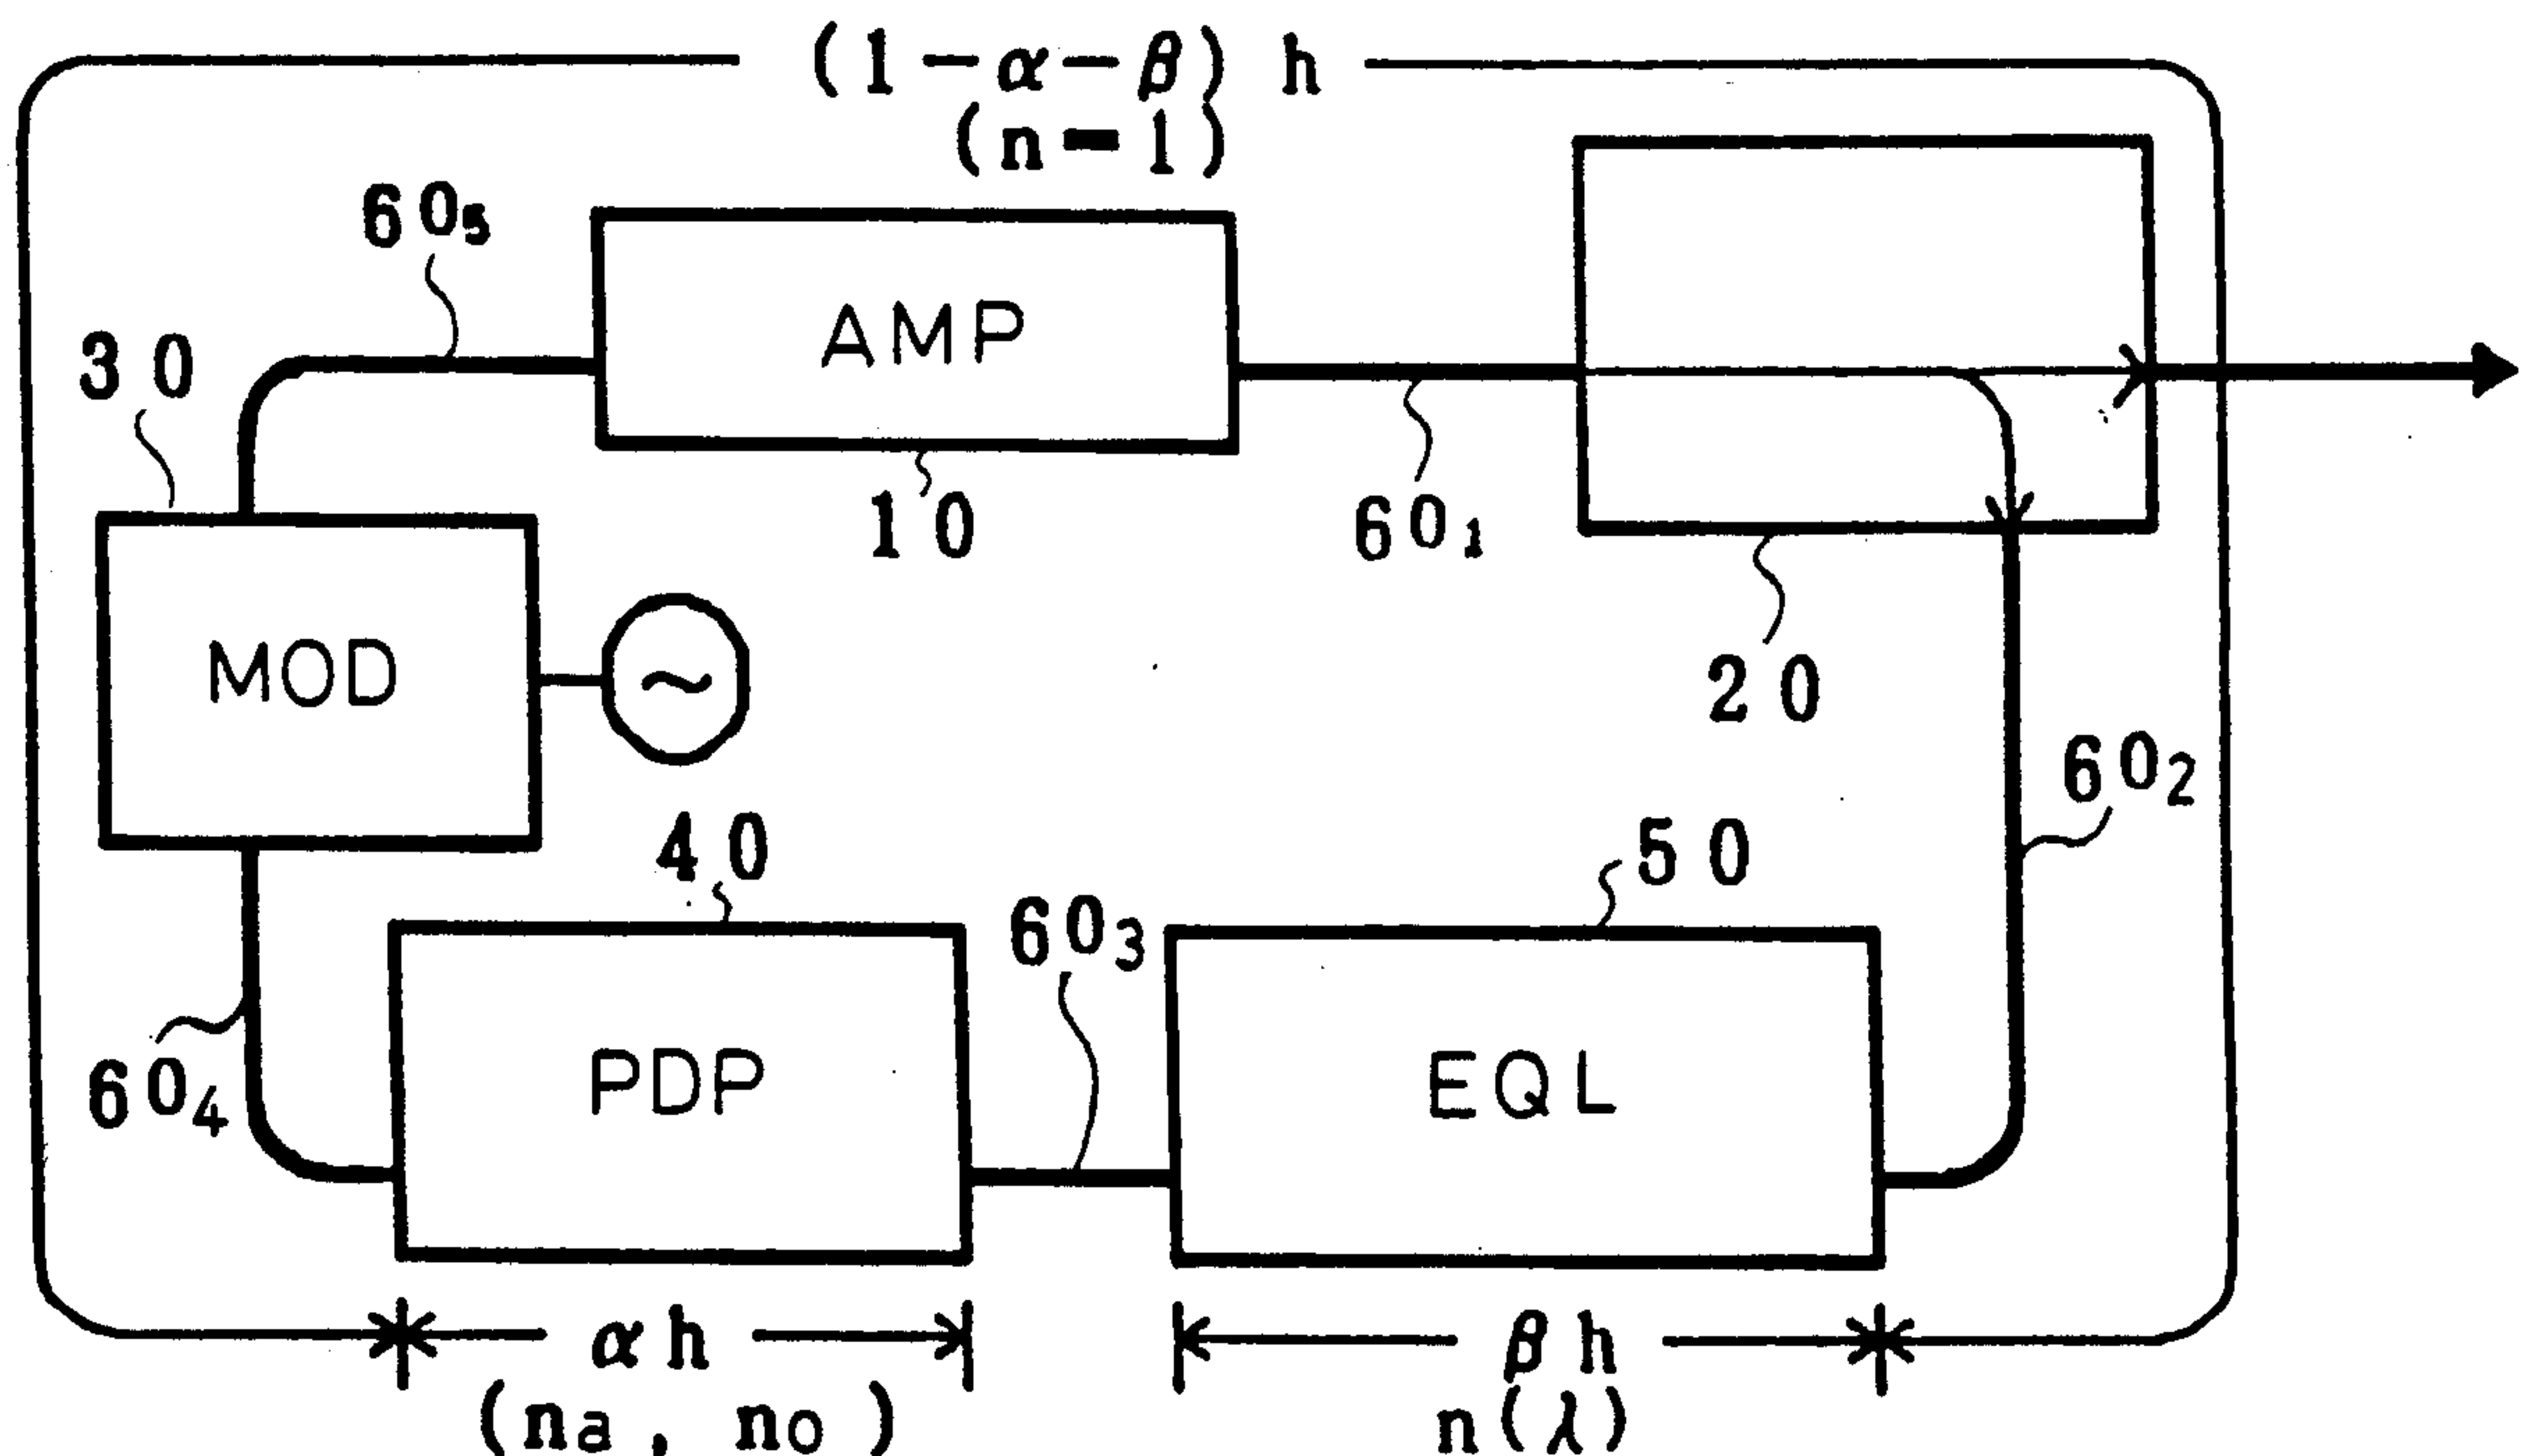 (1-α-β) h
(n=1)
60₅
AMP
30
10
60₁
MOD
~
20
60₂
40
50
60₃
PDP
EQL
60₄
αh
βh
(na, no)
n(λ)